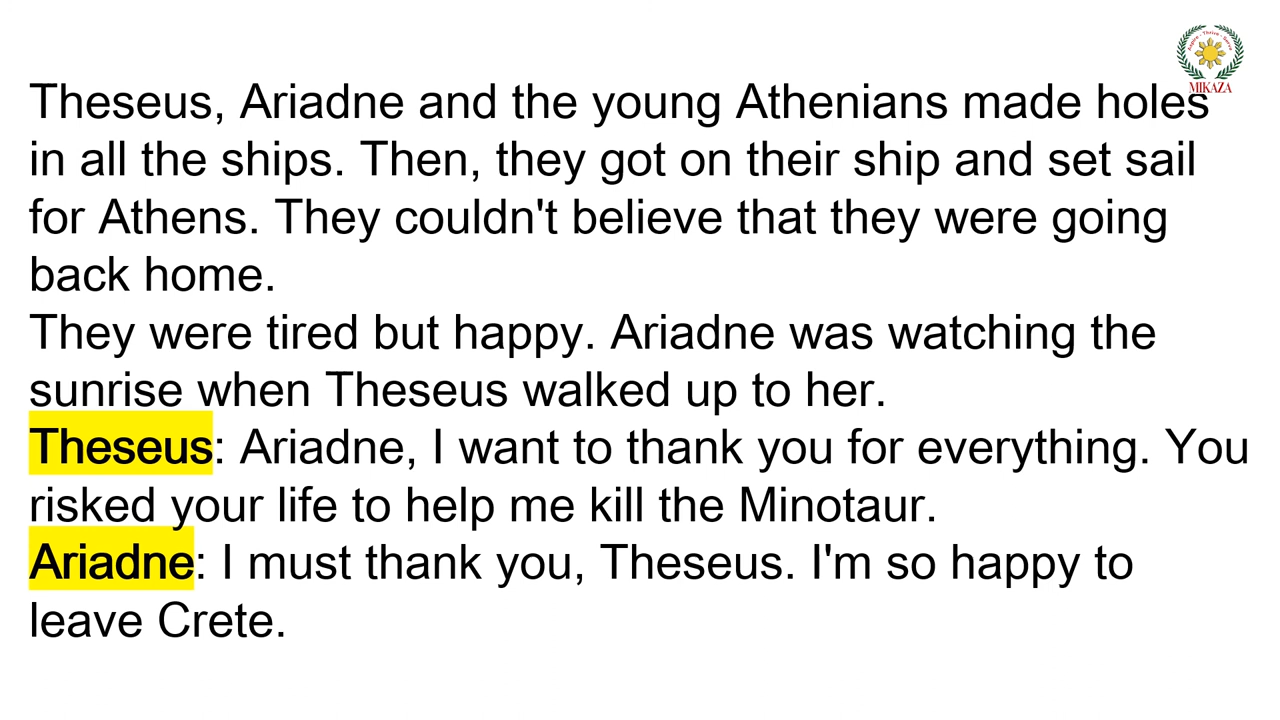 Theseus, Ariadne and the young Athenians made holes
in all the ships. Then, they got on their ship and set sail
for Athens. They couldn't believe that they were going
back home.
They were tired but happy. Ariadne was watching the
sunrise when Theseus walked up to her.
Theseus: Ariadne, I want to thank you for everything. You
risked your life to help me kill the Minotaur.
Ariadne: I must thank you, Theseus. I'm so happy to
leave Crete.
MIKAZA